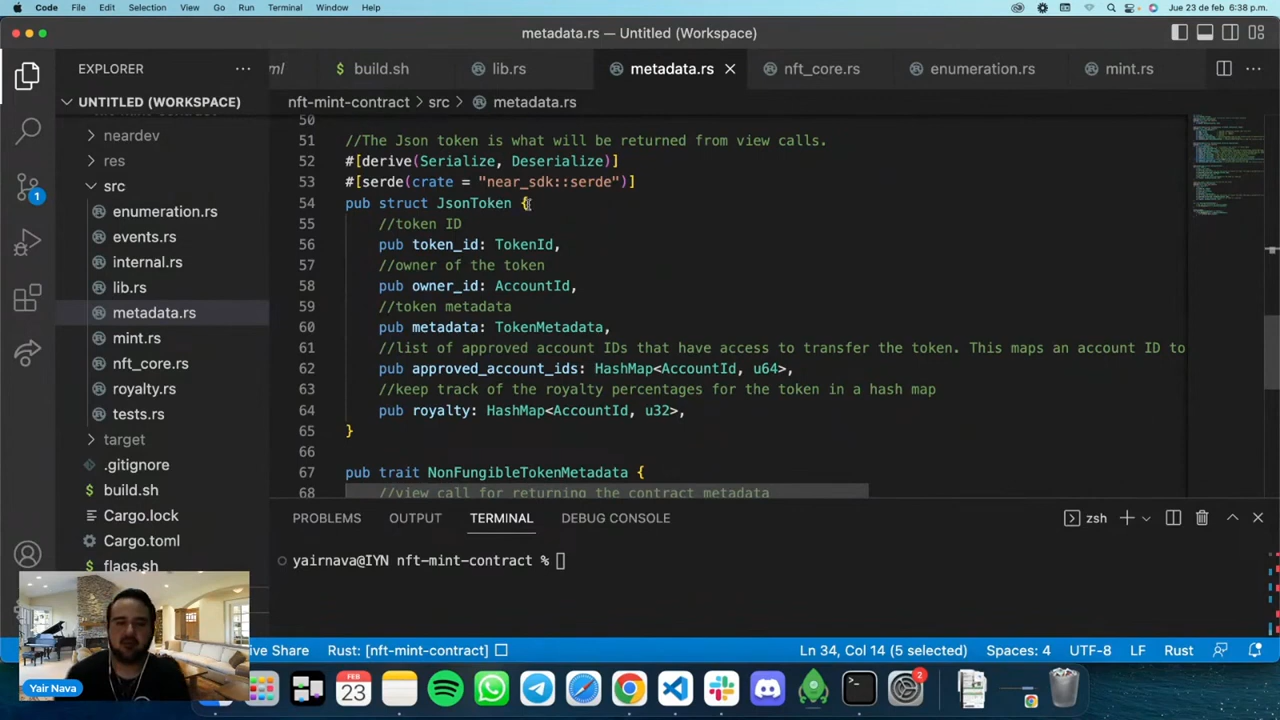 Code File Edit Selection View Go Run Terminal Window Help Jue 23 de feb 6:38 p.m.
metadata.rs — Untitled (Workspace)
EXPLORER
ml build.sh lib.rs metadata.rs nft_core.rs enumeration.rs mint.rs
UNTITLED (WORKSPACE)
nft-mint-contract > src > metadata.rs
neardev
res
src
enumeration.rs
events.rs
internal.rs
lib.rs
metadata.rs
mint.rs
nft_core.rs
royalty.rs
tests.rs
target
.gitignore
build.sh
Cargo.lock
Cargo.toml
flags.sh
1
50
51 //The Json token is what will be returned from view calls.
52 #[derive(Serialize, Deserialize)]
53 #[serde(crate = "near_sdk::serde")]
54 pub struct JsonToken {
55 //token ID
56 pub token_id: TokenId,
57 //owner of the token
58 pub owner_id: AccountId,
59 //token metadata
60 pub metadata: TokenMetadata,
61 //list of approved account IDs that have access to transfer the token. This maps an account ID to
62 pub approved_account_ids: HashMap<AccountId, u64>,
63 //keep track of the royalty percentages for the token in a hash map
64 pub royalty: HashMap<AccountId, u32>,
65 }
66
67 pub trait NonFungibleTokenMetadata {
68 //view call for returning the contract metadata
PROBLEMS OUTPUT TERMINAL DEBUG CONSOLE zsh
yairnava@IYN nft-mint-contract %
ive Share Rust: [nft-mint-contract] Ln 34, Col 14 (5 selected) Spaces: 4 UTF-8 LF Rust
Yair Nava
FEB
23
2